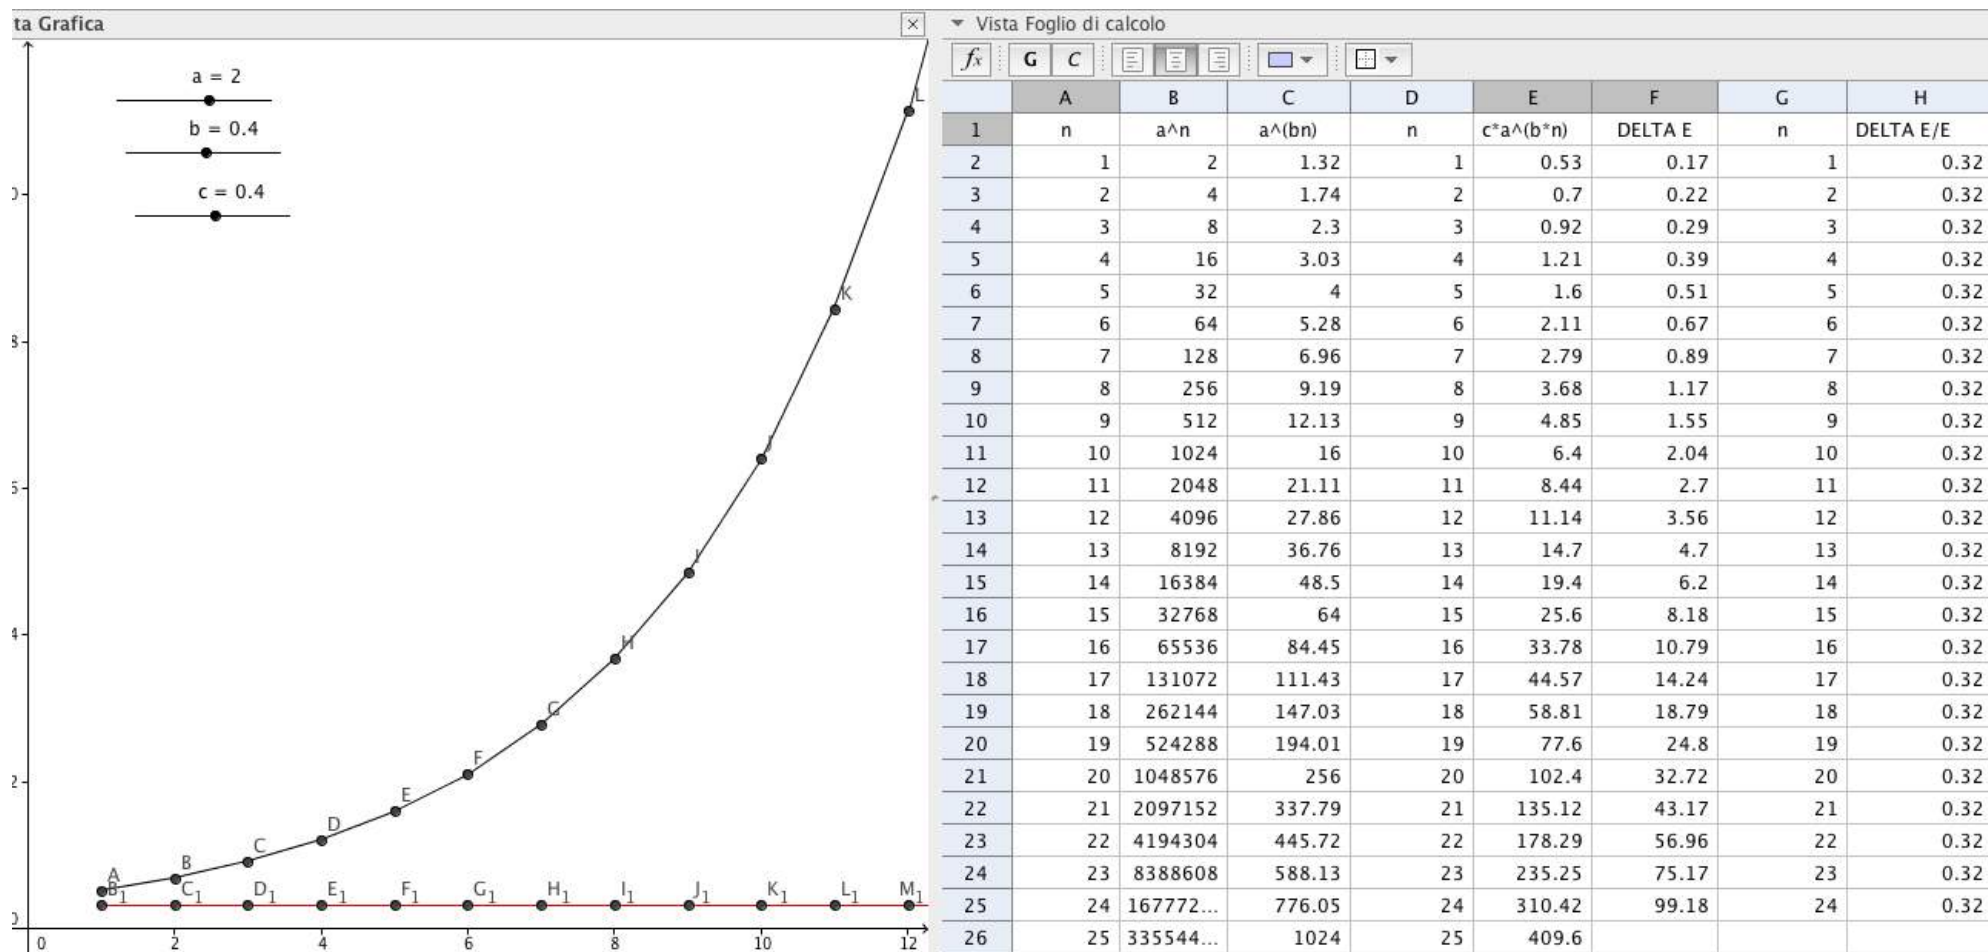 ta Grafica
a = 2
b = 0.4
c = 0.4
L
K
J
I
H
G
F
E
D
C
B
A
B1 C1 D1 E1 F1 G1 H1 I1 J1 K1 L1 M1
8
4
2
0 2 4 6 8 10 12
Vista Foglio di calcolo
fx G C
A B C D E F G H
1 n a^n a^(bn) n c*a^(b*n) DELTA E n DELTA E/E
2 1 2 1.32 1 0.53 0.17 1 0.32
3 2 4 1.74 2 0.7 0.22 2 0.32
4 3 8 2.3 3 0.92 0.29 3 0.32
5 4 16 3.03 4 1.21 0.39 4 0.32
6 5 32 4 5 1.6 0.51 5 0.32
7 6 64 5.28 6 2.11 0.67 6 0.32
8 7 128 6.96 7 2.79 0.89 7 0.32
9 8 256 9.19 8 3.68 1.17 8 0.32
10 9 512 12.13 9 4.85 1.55 9 0.32
11 10 1024 16 10 6.4 2.04 10 0.32
12 11 2048 21.11 11 8.44 2.7 11 0.32
13 12 4096 27.86 12 11.14 3.56 12 0.32
14 13 8192 36.76 13 14.7 4.7 13 0.32
15 14 16384 48.5 14 19.4 6.2 14 0.32
16 15 32768 64 15 25.6 8.18 15 0.32
17 16 65536 84.45 16 33.78 10.79 16 0.32
18 17 131072 111.43 17 44.57 14.24 17 0.32
19 18 262144 147.03 18 58.81 18.79 18 0.32
20 19 524288 194.01 19 77.6 24.8 19 0.32
21 20 1048576 256 20 102.4 32.72 20 0.32
22 21 2097152 337.79 21 135.12 43.17 21 0.32
23 22 4194304 445.72 22 178.29 56.96 22 0.32
24 23 8388608 588.13 23 235.25 75.17 23 0.32
25 24 167772... 776.05 24 310.42 99.18 24 0.32
26 25 335544... 1024 25 409.6